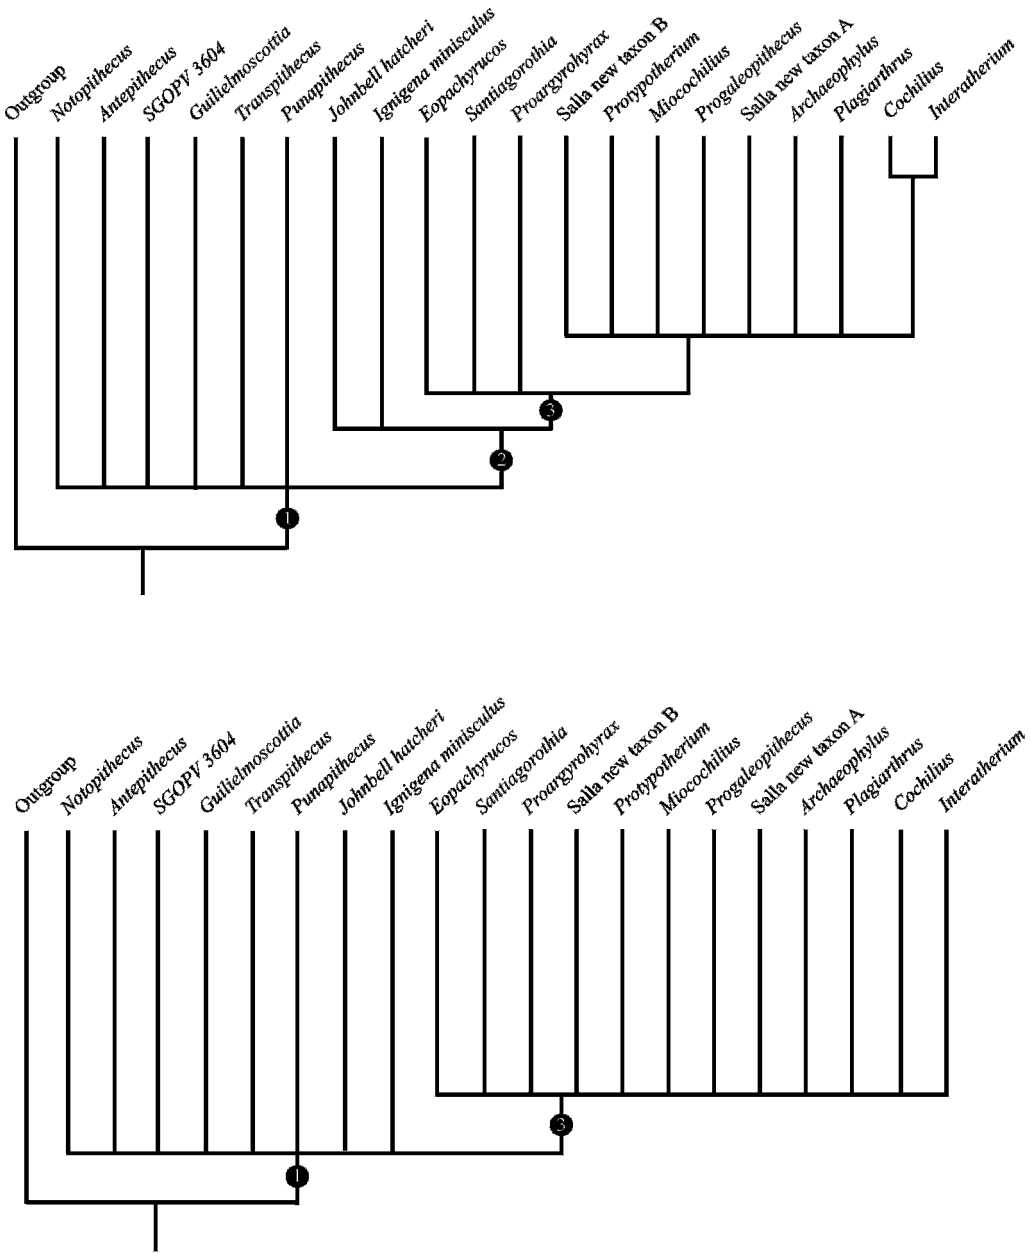 Outgroup
Notopithecus
Antepithecus
SGOPV 3604
Guilielmoscottia
Transpithecus
Punapithecus
Johnbell hatcheri
Ignigena minisculus
Eopachyrucos
Santiagorothia
Proargyrohyrax
Salla new taxon B
Protypotherium
Miocochilius
Progaleopithecus
Salla new taxon A
Archaeophylus
Plagiarthrus
Cochilius
Interatherium
3
2
1
Outgroup
Notopithecus
Antepithecus
SGOPV 3604
Guilielmoscottia
Transpithecus
Punapithecus
Johnbell hatcheri
Ignigena minisculus
Eopachyrucos
Santiagorothia
Proargyrohyrax
Salla new taxon B
Protypotherium
Miocochilius
Progaleopithecus
Salla new taxon A
Archaeophylus
Plagiarthrus
Cochilius
Interatherium
3
1